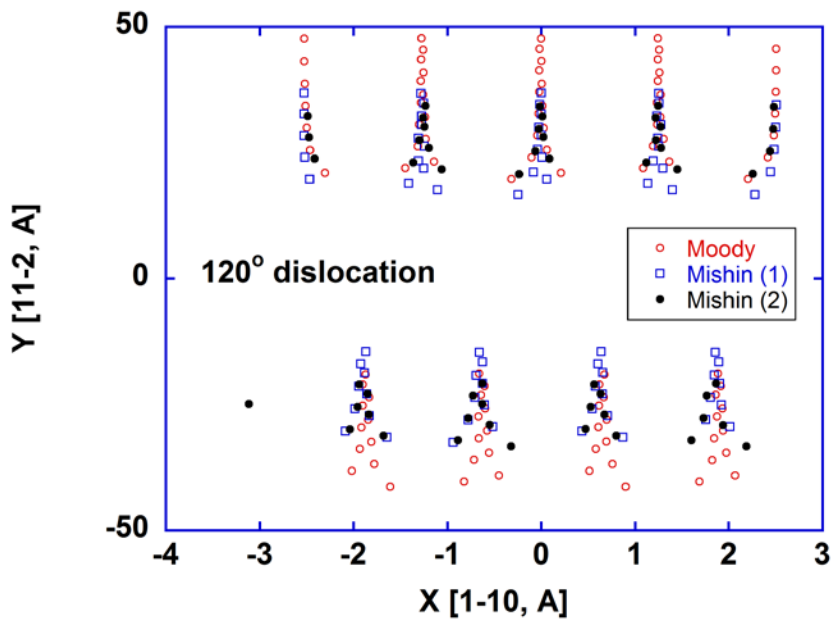 50
0
-50
Y [11-2, A]
120° dislocation
Moody
Mishin (1)
Mishin (2)
-4 -3 -2 -1 0 1 2 3
X [1-10, A]